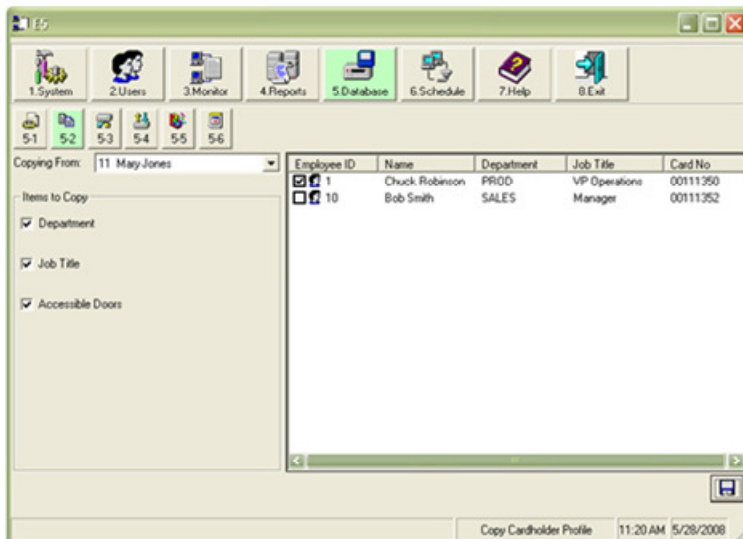 E5
1.System 2.Users 3.Monitor 4.Reports 5.Database 6.Schedule 7.Help 8.Exit
5-1 5-2 5-3 5-4 5-5 5-6
Copying From: 11 Mary Jones
Items to Copy
Department
Job Title
Accessible Doors
Employee ID Name Department Job Title Card No
1 Chuck Robinson PROD VP Operations 00111350
10 Bob Smith SALES Manager 00111352
Copy Cardholder Profile 11:20 AM 5/28/2008